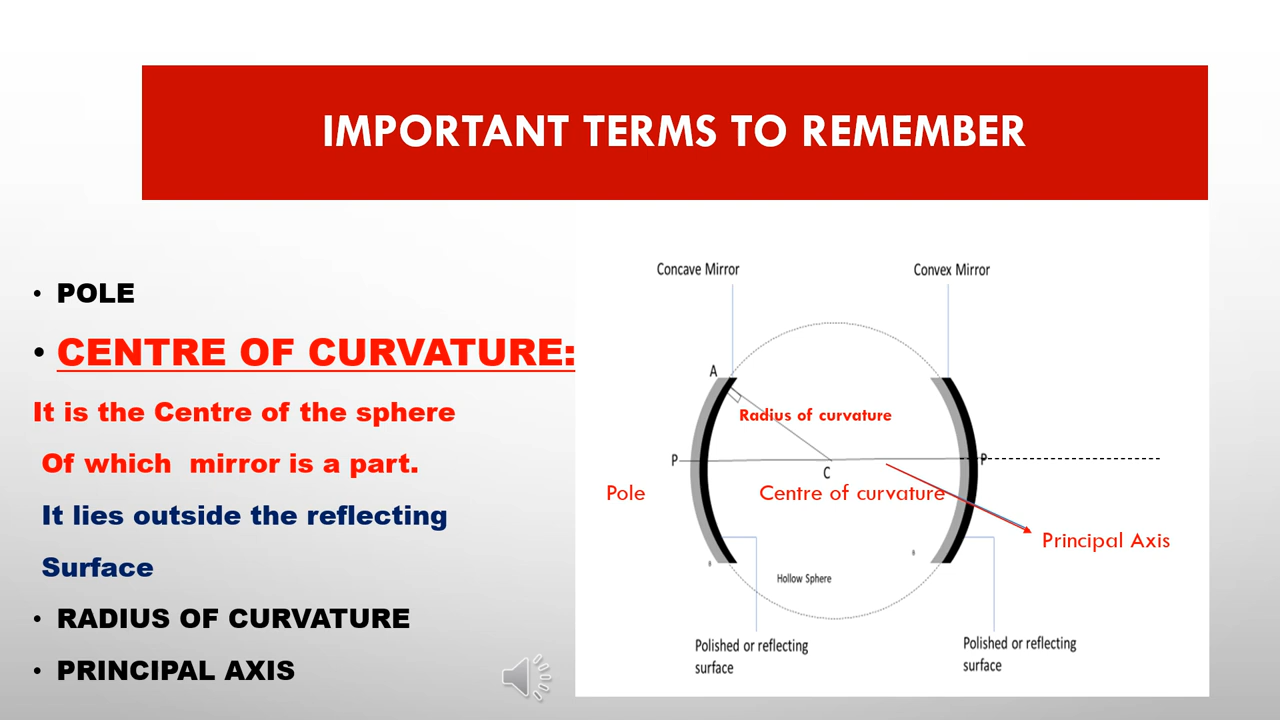 IMPORTANT TERMS TO REMEMBER
• POLE
• CENTRE OF CURVATURE:
It is the Centre of the sphere
Of which mirror is a part.
It lies outside the reflecting
Surface
• RADIUS OF CURVATURE
• PRINCIPAL AXIS
Concave Mirror
Convex Mirror
A
Radius of curvature
P
P
C
Pole
Centre of curvature
Principal Axis
Hollow Sphere
Polished or reflecting
surface
Polished or reflecting
surface